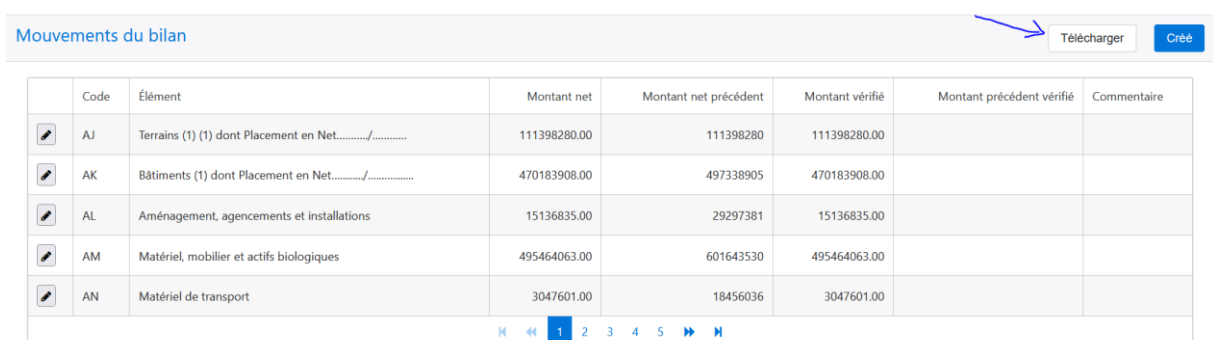 Mouvements du bilan Télécharger Créé
Code Élément Montant net Montant net précédent Montant vérifié Montant précédent vérifié Commentaire
AJ Terrains (1) (1) dont Placement en Net.........../............ 111398280.00 111398280 111398280.00
AK Bâtiments (1) dont Placement en Net.........../................ 470183908.00 497338905 470183908.00
AL Aménagement, agencements et installations 15136835.00 29297381 15136835.00
AM Matériel, mobilier et actifs biologiques 495464063.00 601643530 495464063.00
AN Matériel de transport 3047601.00 18456036 3047601.00
1 2 3 4 5